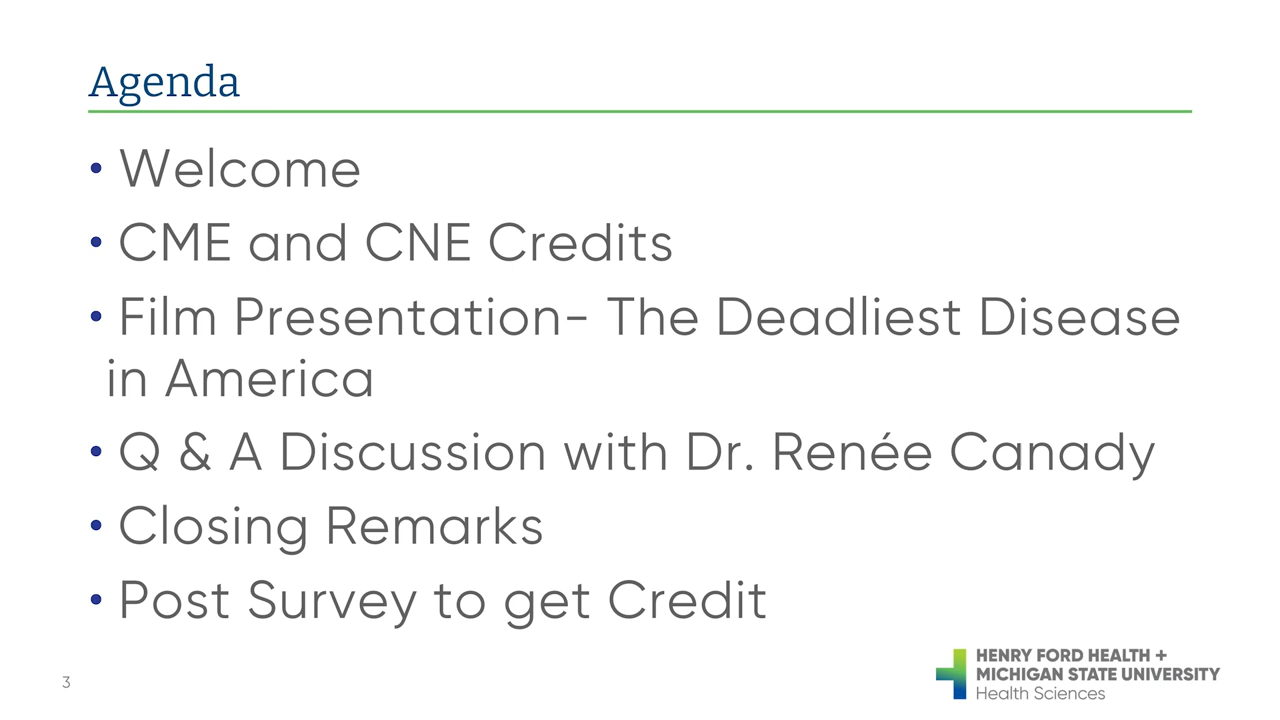 Agenda
• Welcome
• CME and CNE Credits
• Film Presentation- The Deadliest Disease
in America
• Q & A Discussion with Dr. Renée Canady
• Closing Remarks
• Post Survey to get Credit
3
HENRY FORD HEALTH +
MICHIGAN STATE UNIVERSITY
Health Sciences